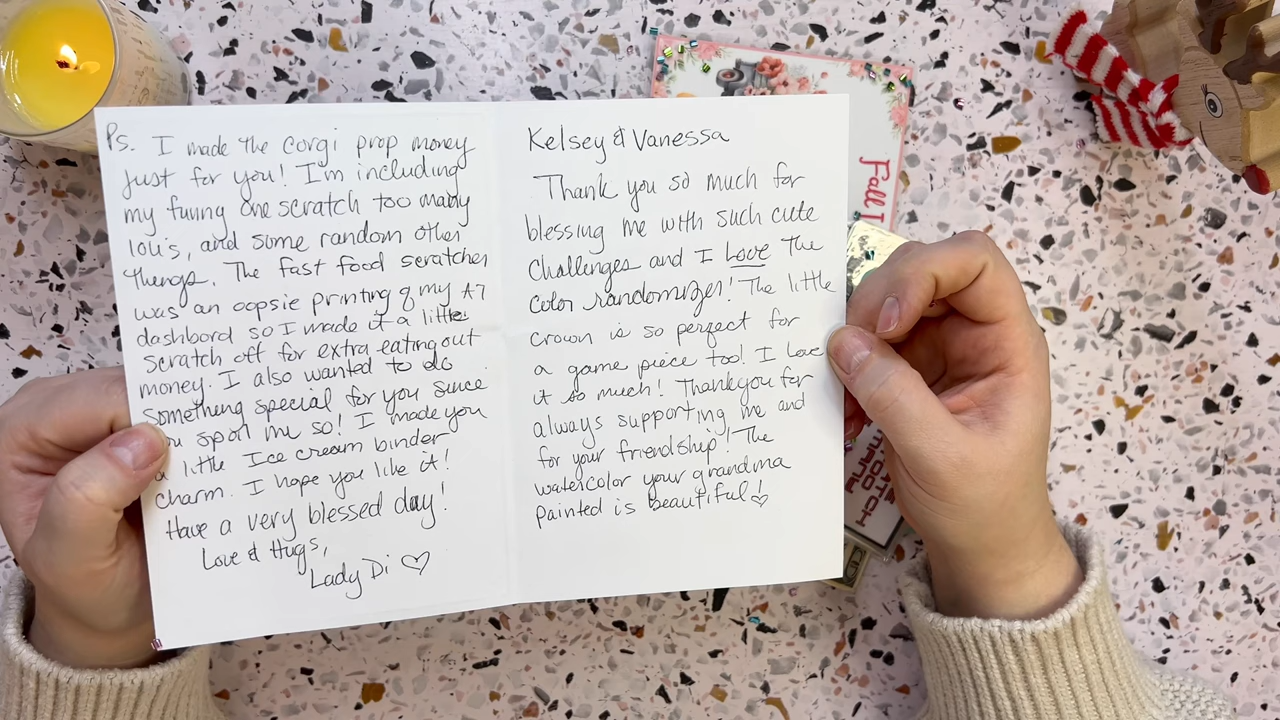 Ps. I made the corgi prop money
just for you! I'm including
my funny one scratch too many
lolis, and some random other
things. The fast food scratcher
was an oopsie printing of my A7
dashbord so I made it a little
scratch off for extra eating out
money. I also wanted to do
something special for you since
spoil me so! I made you
a little Ice cream binder
charm. I hope you like it!
Have a very blessed day!
Love & Hugs,
Lady Di ♡
Kelsey & Vanessa
Thank you so much for
blessing me with such cute
challenges and I Love the
color randomizer! The little
crown is so perfect for
a game piece too! I love
it so much! Thankyou for
always supporting me and
for your friendship! The
watercolor your grandma
painted is beautiful!♡
Fall